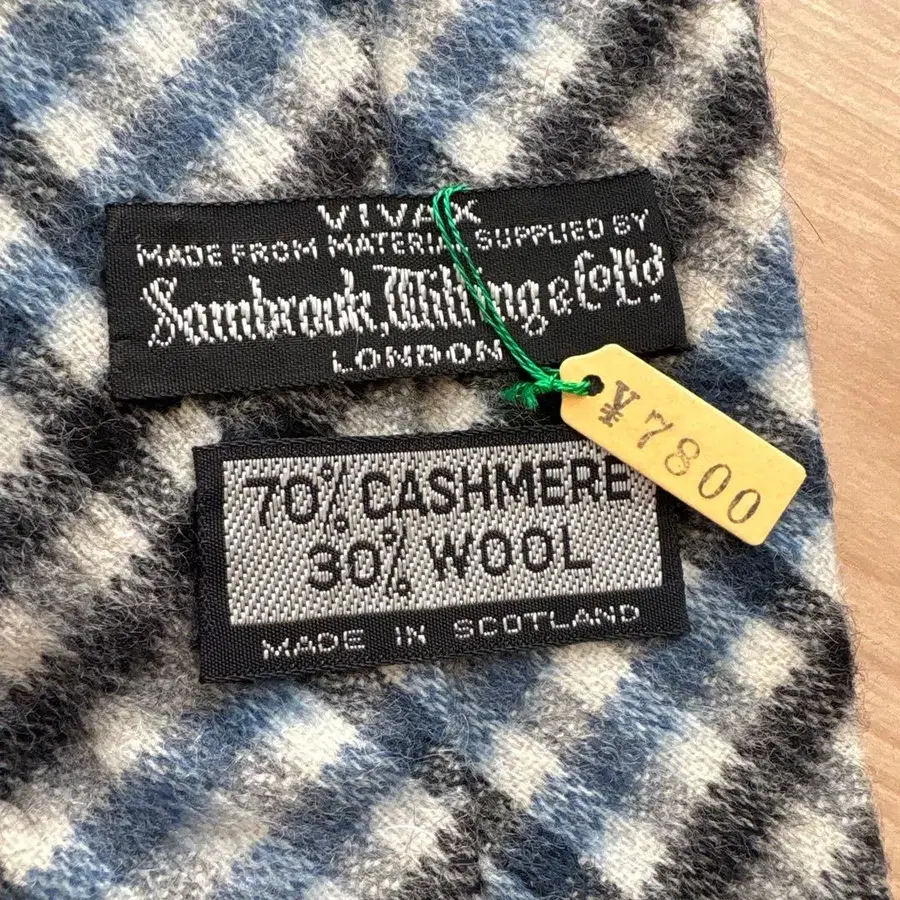 VIVAX
MADE FROM MATERIAL SUPPLIED BY
Sambrook, Witting & Co Ltd.
LONDON
¥7800
70% CASHMERE
30% WOOL
MADE IN SCOTLAND